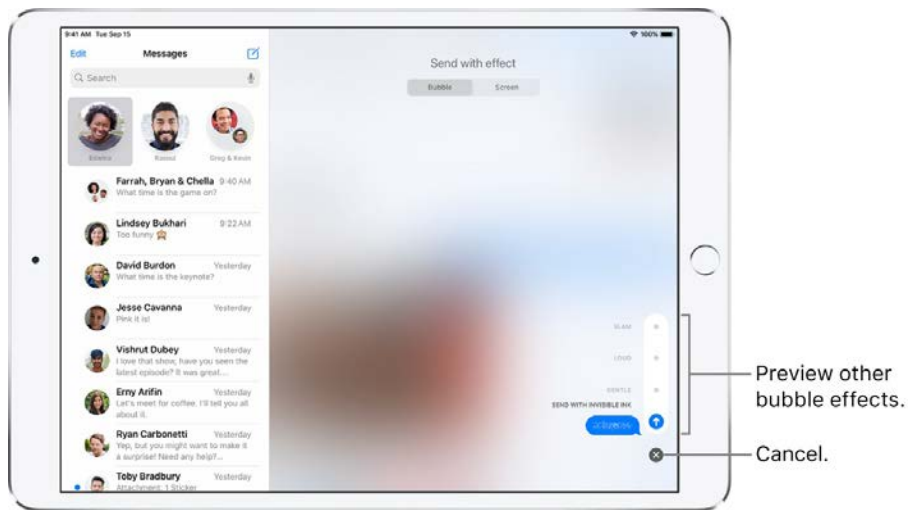 9:41 AM Tue Sep 15
100%
Edit
Messages
Search
Edwina
Rasoul
Greg & Kevin
Farrah, Bryan & Chella 9:40 AM
What time is the game on?
Lindsey Bukhari 9:22 AM
Too funny 🙊
David Burdon Yesterday
What time is the keynote?
Jesse Cavanna Yesterday
Pink it is!
Vishrut Dubey Yesterday
I love that show, have you seen the
latest episode? It was great....
Erny Arifin Yesterday
Let's meet for coffee. I'll tell you all
about it.
Ryan Carbonetti Yesterday
Yep, but you might want to make it
a surprise! Need any help?...
Toby Bradbury Yesterday
Attachment: 1 Sticker
Send with effect
Bubble Screen
SLAM
LOUD
GENTLE
SEND WITH INVISIBLE INK
Preview other
bubble effects.
Cancel.